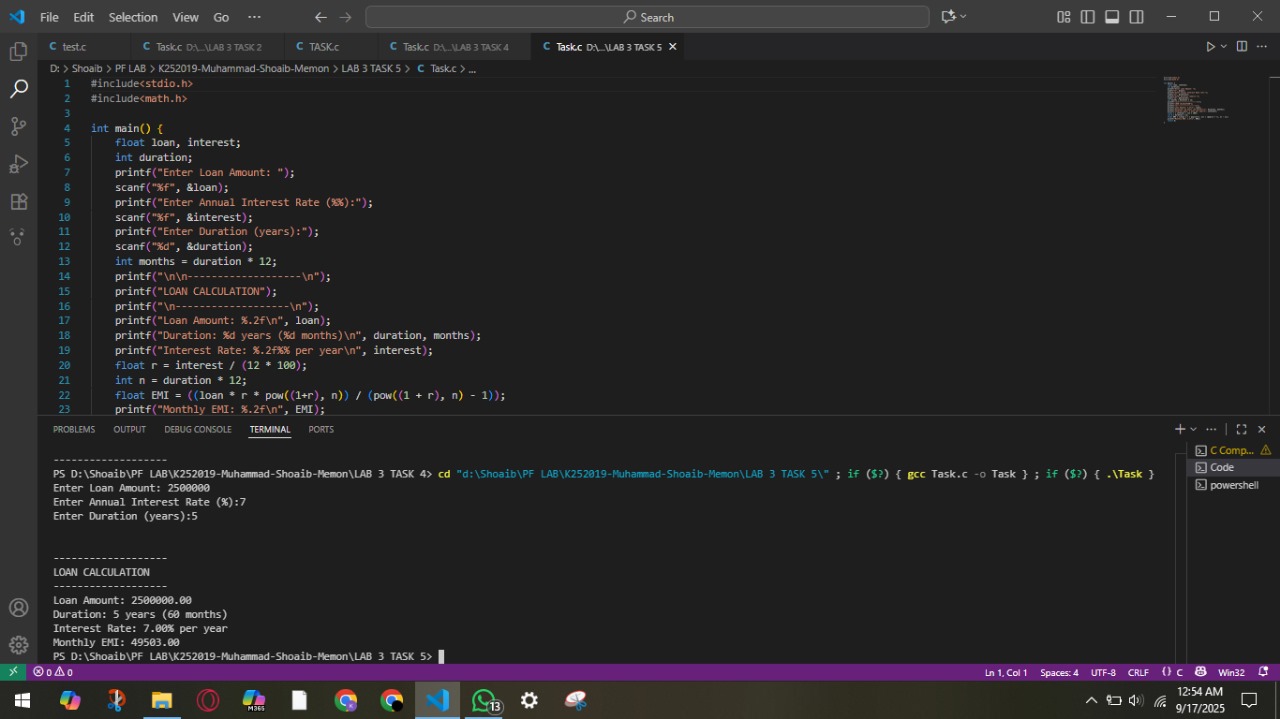 File Edit Selection View Go ... Search
C test.c C Task.c D:\...\LAB 3 TASK 2 C TASK.c C Task.c D:\...\LAB 3 TASK 4 C Task.c D:\...\LAB 3 TASK 5
D: > Shoaib > PF LAB > K252019-Muhammad-Shoaib-Memon > LAB 3 TASK 5 > C Task.c > ...
1 #include<stdio.h>
2 #include<math.h>
3
4 int main() {
5 float loan, interest;
6 int duration;
7 printf("Enter Loan Amount: ");
8 scanf("%f", &loan);
9 printf("Enter Annual Interest Rate (%%):");
10 scanf("%f", &interest);
11 printf("Enter Duration (years):");
12 scanf("%d", &duration);
13 int months = duration * 12;
14 printf("\n\n-------------------\n");
15 printf("LOAN CALCULATION");
16 printf("\n-------------------\n");
17 printf("Loan Amount: %.2f\n", loan);
18 printf("Duration: %d years (%d months)\n", duration, months);
19 printf("Interest Rate: %.2f%% per year\n", interest);
20 float r = interest / (12 * 100);
21 int n = duration * 12;
22 float EMI = ((loan * r * pow((1+r), n)) / (pow((1 + r), n) - 1));
23 printf("Monthly EMI: %.2f\n", EMI);
PROBLEMS OUTPUT DEBUG CONSOLE TERMINAL PORTS
C Comp...
Code
powershell
-------------------
PS D:\Shoaib\PF LAB\K252019-Muhammad-Shoaib-Memon\LAB 3 TASK 4> cd "d:\Shoaib\PF LAB\K252019-Muhammad-Shoaib-Memon\LAB 3 TASK 5\" ; if ($?) { gcc Task.c -o Task } ; if ($?) { .\Task }
Enter Loan Amount: 2500000
Enter Annual Interest Rate (%):7
Enter Duration (years):5
-------------------
LOAN CALCULATION
-------------------
Loan Amount: 2500000.00
Duration: 5 years (60 months)
Interest Rate: 7.00% per year
Monthly EMI: 49503.00
PS D:\Shoaib\PF LAB\K252019-Muhammad-Shoaib-Memon\LAB 3 TASK 5>
0 0 Ln 1, Col 1 Spaces: 4 UTF-8 CRLF {} C Win32
M365 13 12:54 AM
9/17/2025